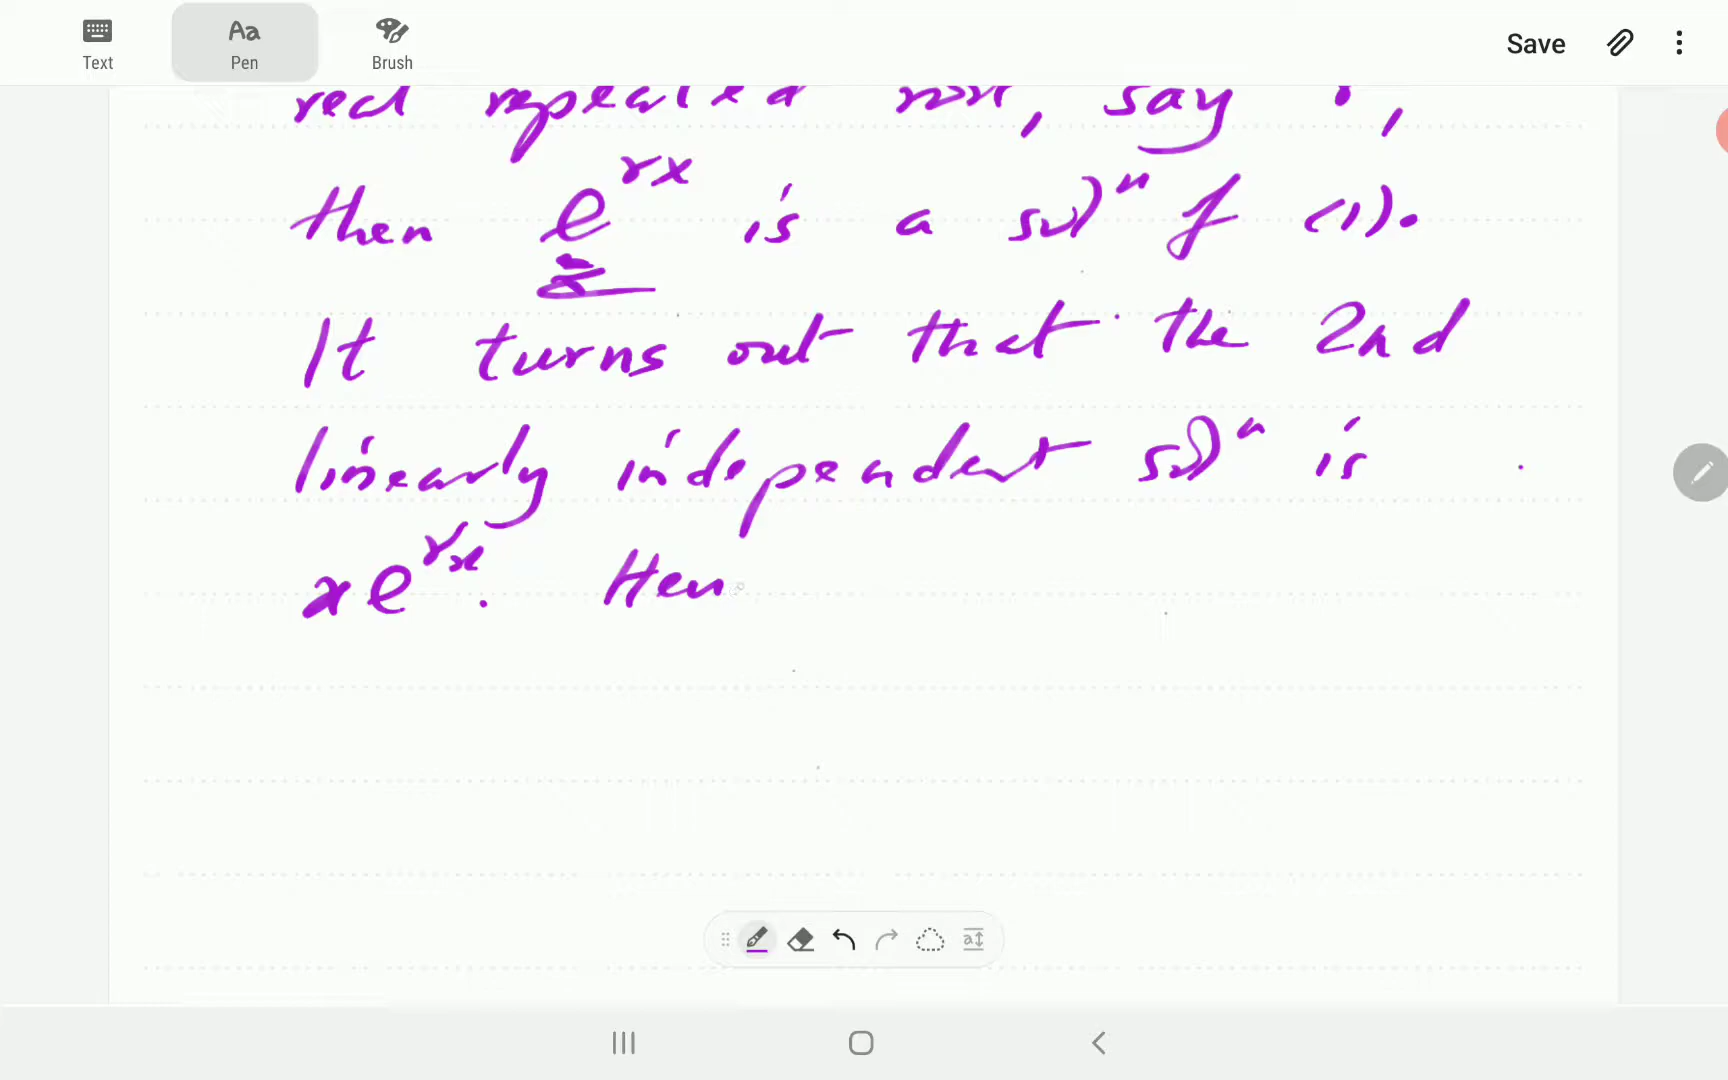 Text
Aa
Pen
Brush
Save
real repeated root, say r,
then e^{rx} is a sol^n of (1).
It turns out that the 2nd
linearly independent sol^n is
xe^{rx}. Hen